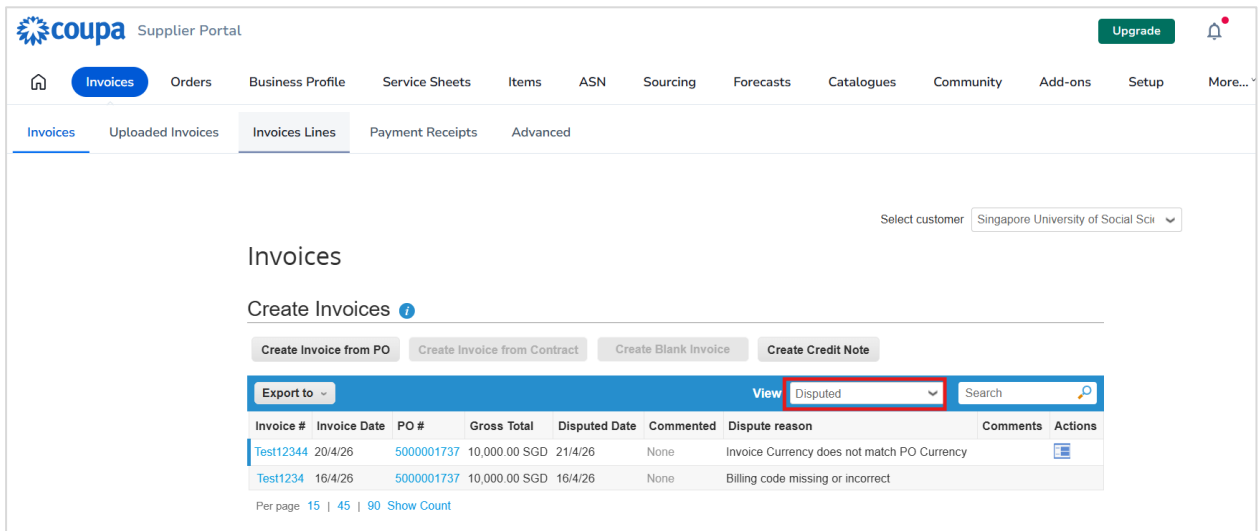 coupa Supplier Portal Upgrade
Invoices Orders Business Profile Service Sheets Items ASN Sourcing Forecasts Catalogues Community Add-ons Setup More...
Invoices Uploaded Invoices Invoices Lines Payment Receipts Advanced
Select customer Singapore University of Social Scie
Invoices
Create Invoices i
Create Invoice from PO Create Invoice from Contract Create Blank Invoice Create Credit Note
Export to View Disputed Search
Invoice # Invoice Date PO # Gross Total Disputed Date Commented Dispute reason Comments Actions
Test12344 20/4/26 5000001737 10,000.00 SGD 21/4/26 None Invoice Currency does not match PO Currency
Test1234 16/4/26 5000001737 10,000.00 SGD 16/4/26 None Billing code missing or incorrect
Per page 15 | 45 | 90 Show Count